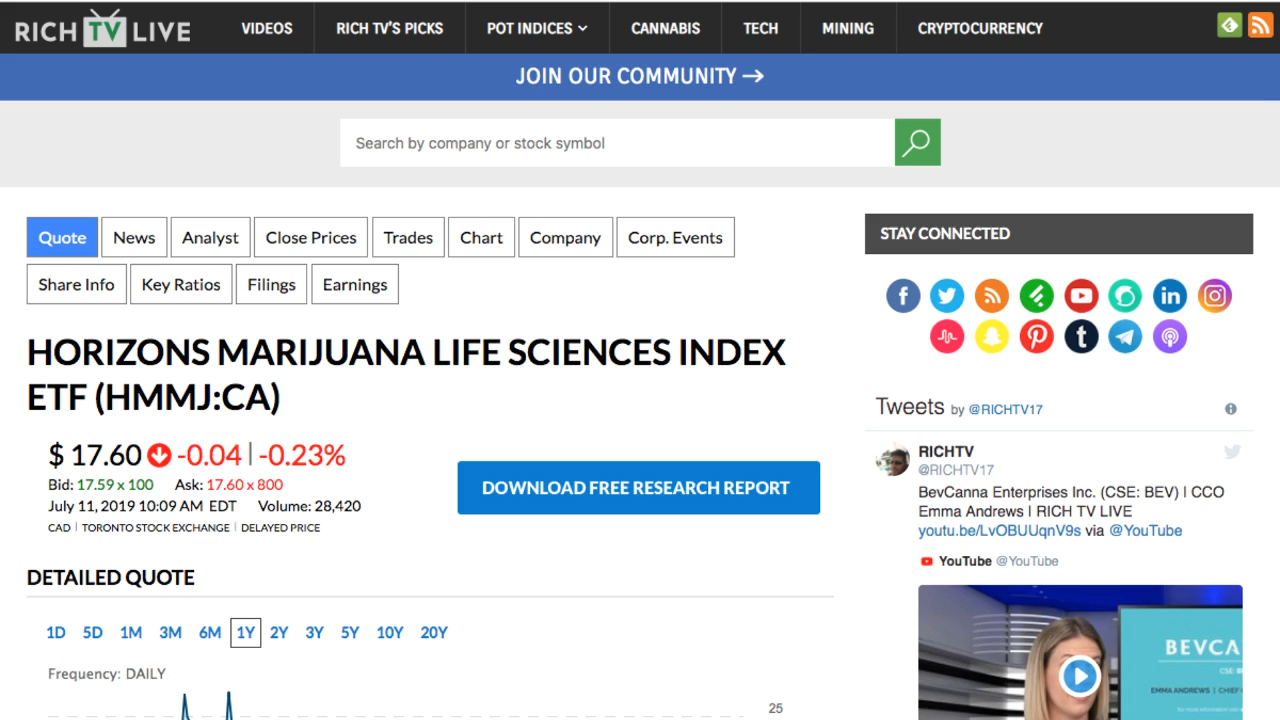 RICH TV LIVE
VIDEOS
RICH TV'S PICKS
POT INDICES
CANNABIS
TECH
MINING
CRYPTOCURRENCY
JOIN OUR COMMUNITY →
Search by company or stock symbol
Quote
News
Analyst
Close Prices
Trades
Chart
Company
Corp. Events
Share Info
Key Ratios
Filings
Earnings
HORIZONS MARIJUANA LIFE SCIENCES INDEX
ETF (HMMJ:CA)
$ 17.60 -0.04 | -0.23%
Bid: 17.59 x 100 Ask: 17.60 x 800
July 11, 2019 10:09 AM EDT Volume: 28,420
CAD | TORONTO STOCK EXCHANGE | DELAYED PRICE
DOWNLOAD FREE RESEARCH REPORT
DETAILED QUOTE
1D 5D 1M 3M 6M 1Y 2Y 3Y 5Y 10Y 20Y
Frequency: DAILY
25
STAY CONNECTED
Tweets by @RICHTV17
RICHTV
@RICHTV17
BevCanna Enterprises Inc. (CSE: BEV) | CCO
Emma Andrews | RICH TV LIVE
youtu.be/LvOBUUqnV9s via @YouTube
YouTube @YouTube
BEVCA
EMMA ANDREWS | CHIEF